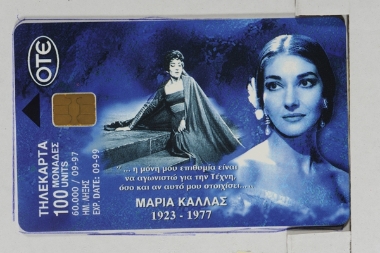 OTE
... η μόνη μου επιθυμία είναι
να αγωνιστώ για την Τέχνη,
όσο και αν αυτό μου στοιχίσει...
ΜΑΡΙΑ ΚΑΛΛΑΣ
1923 - 1977
ΤΗΛΕΚΑΡΤΑ
100 ΜΟΝΑΔΕΣ
UNITS
60.000 / 09-97
ΗΜ. ΛΗΞΗΣ
EXP DATE: 09-99